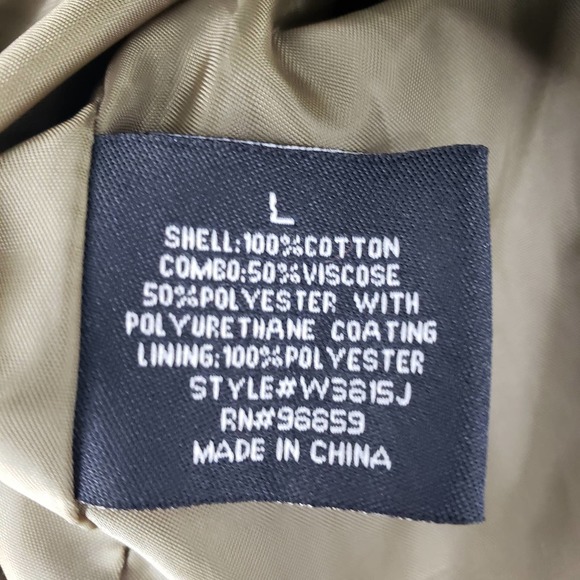 L
SHELL:100%COTTON
COMBO:50%VISCOSE
50%POLYESTER WITH
POLYURETHANE COATING
LINING:100%POLYESTER
STYLE#W3615J
RN#96659
MADE IN CHINA